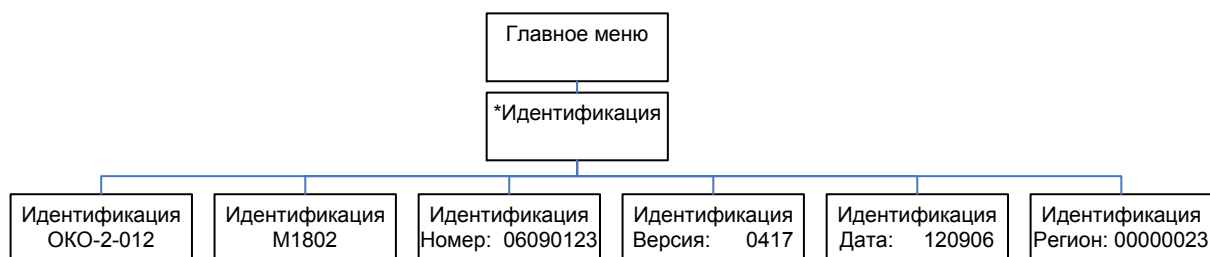 Главное меню
*Идентификация
Идентификация
ОКО-2-012
Идентификация
М1802
Идентификация
Номер: 06090123
Идентификация
Версия: 0417
Идентификация
Дата: 120906
Идентификация
Регион: 00000023